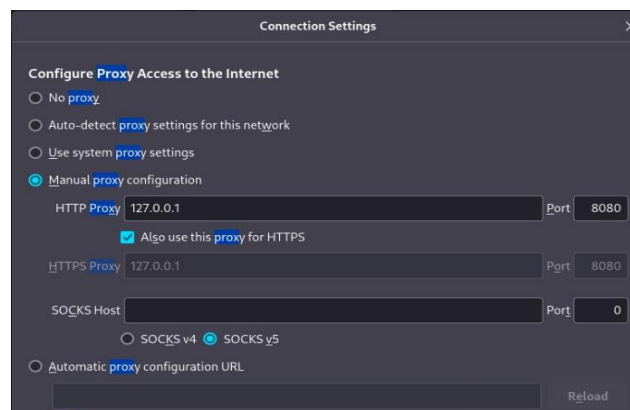 Connection Settings
Configure Proxy Access to the Internet
No proxy
Auto-detect proxy settings for this network
Use system proxy settings
Manual proxy configuration
HTTP Proxy 127.0.0.1 Port 8080
Also use this proxy for HTTPS
HTTPS Proxy 127.0.0.1 Port 8080
SOCKS Host Port 0
SOCKS v4 SOCKS v5
Automatic proxy configuration URL
Reload